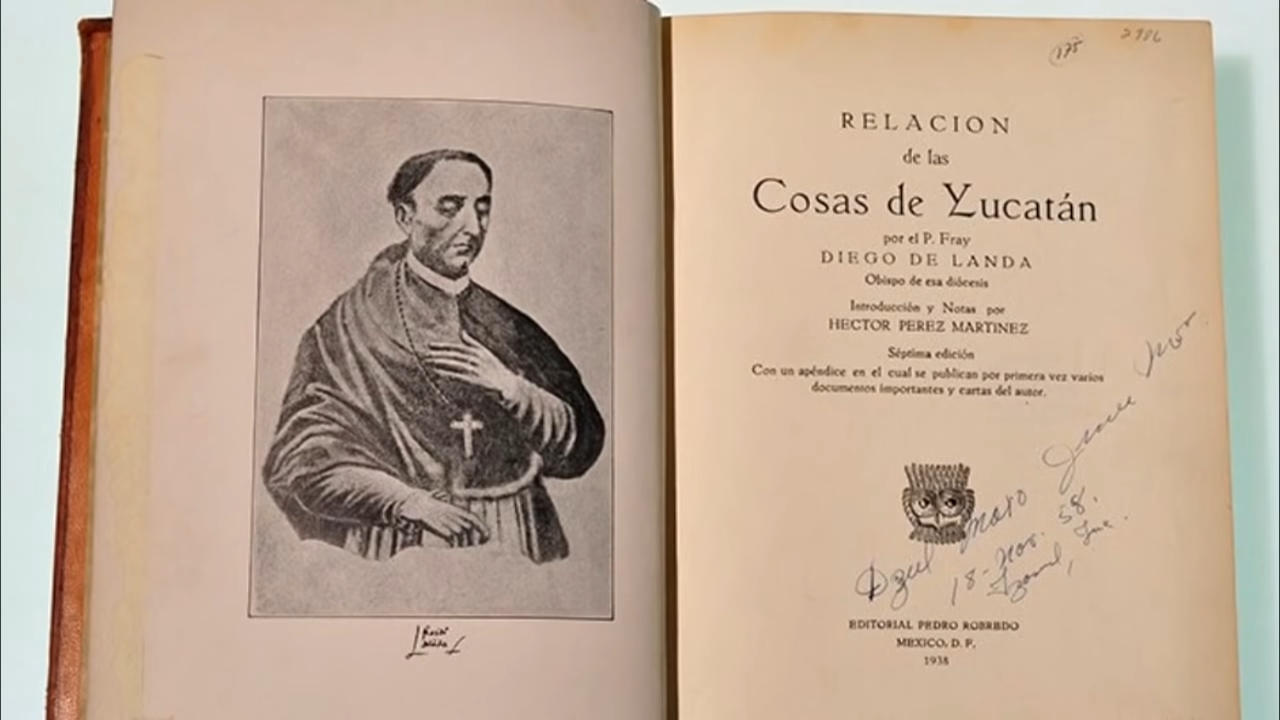 175
2986
RELACION
de las
Cosas de Yucatán
por el P. Fray
DIEGO DE LANDA
Obispo de esa diócesis
Introducción y Notas por
HECTOR PEREZ MARTINEZ
Séptima edición
Con un apéndice en el cual se publican por primera vez varios
documentos importantes y cartas del autor.
18-Nov. 58.
EDITORIAL PEDRO ROBREDO
MEXICO, D. F.
1938